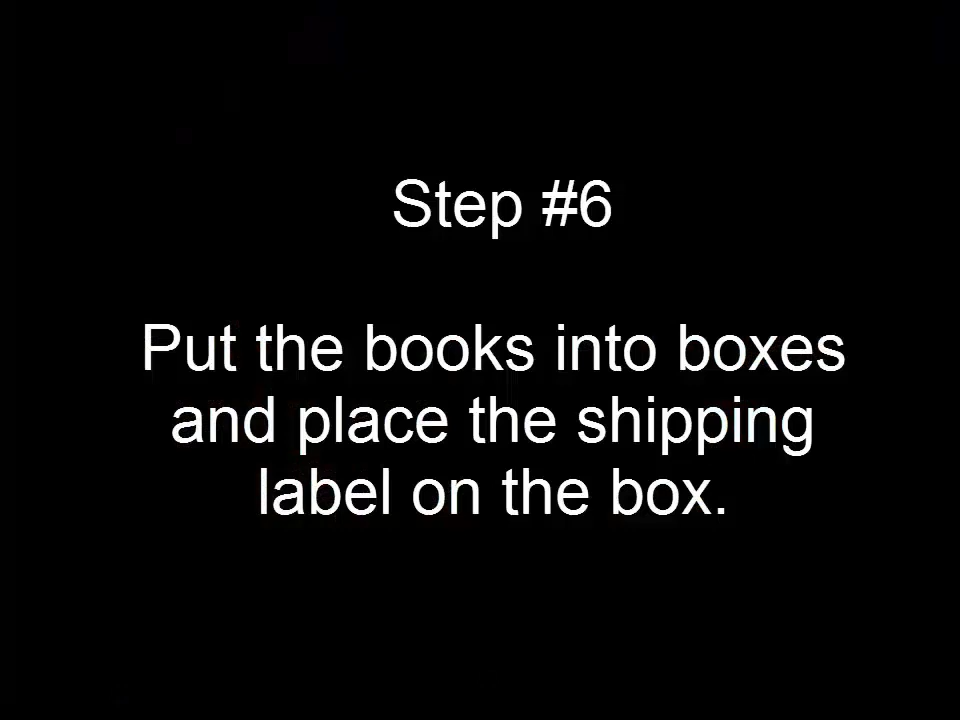 Step #6
Put the books into boxes
and place the shipping
label on the box.